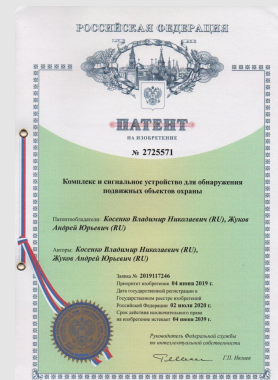 РОССИЙСКАЯ ФЕДЕРАЦИЯ
ПАТЕНТ
НА ИЗОБРЕТЕНИЕ
№ 2725571
Комплекс и сигнальное устройство для обнаружения
подвижных объектов охраны
Патентообладатели: Косенко Владимир Николаевич (RU), Жуков
Андрей Юрьевич (RU)
Авторы: Косенко Владимир Николаевич (RU),
Жуков Андрей Юрьевич (RU)
Заявка № 2019117246
Приоритет изобретения 04 июня 2019 г.
Дата государственной регистрации в
Государственном реестре изобретений
Российской Федерации 02 июля 2020 г.
Срок действия исключительного права
на изобретение истекает 04 июня 2039 г.
Руководитель Федеральной службы
по интеллектуальной собственности
Г.П. Ивлиев